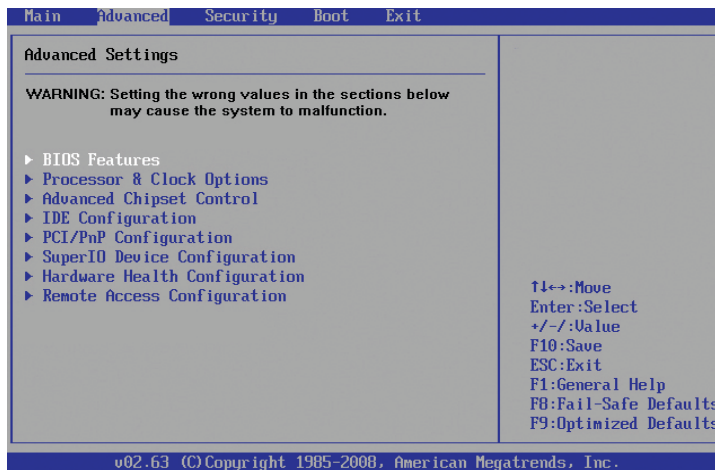 Main Advanced Security Boot Exit
Advanced Settings
WARNING: Setting the wrong values in the sections below
may cause the system to malfunction.
▶ BIOS Features
▶ Processor & Clock Options
▶ Advanced Chipset Control
▶ IDE Configuration
▶ PCI/PnP Configuration
▶ SuperIO Device Configuration
▶ Hardware Health Configuration
▶ Remote Access Configuration
↑↓↔:Move
Enter:Select
+/-/:Value
F10:Save
ESC:Exit
F1:General Help
F8:Fail-Safe Defaults
F9:Optimized Defaults
v02.63 (C)Copyright 1985-2008, American Megatrends, Inc.